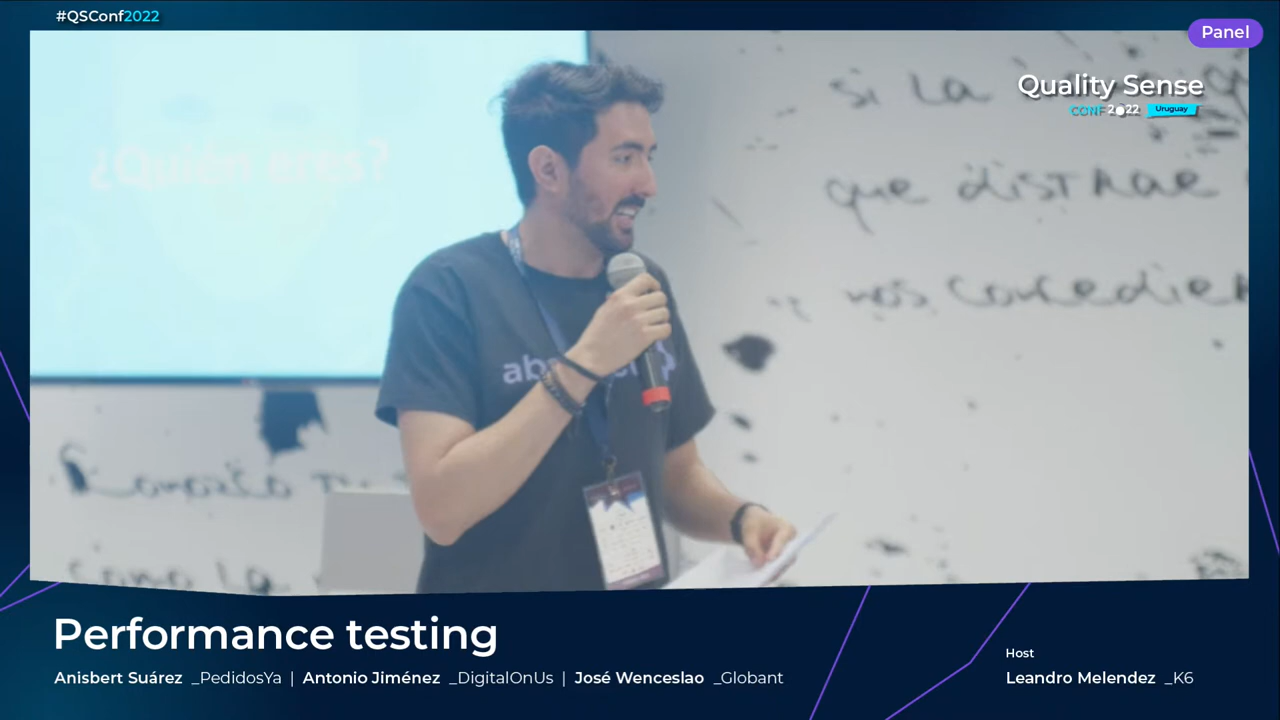 #QSConf2022
Panel
Quality Sense
CONF 2022 Uruguay
¿Quién eres?
si la
que distrae
nos conceden
Performance testing
Anisbert Suárez _PedidosYa | Antonio Jiménez _DigitalOnUs | José Wenceslao _Globant
Host
Leandro Melendez _K6